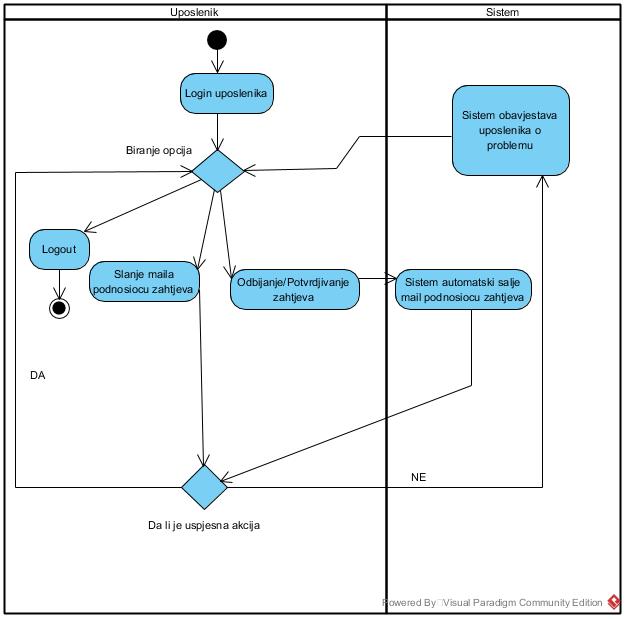 Uposlenik
Sistem
Login uposlenika
Sistem obavjestava
uposlenika o
problemu
Biranje opcija
Logout
Slanje maila
podnosiocu zahtjeva
Odbijanje/Potvrdjivanje
zahtjeva
Sistem automatski salje
mail podnosiocu zahtjeva
DA
NE
Da li je uspjesna akcija
Powered By Visual Paradigm Community Edition